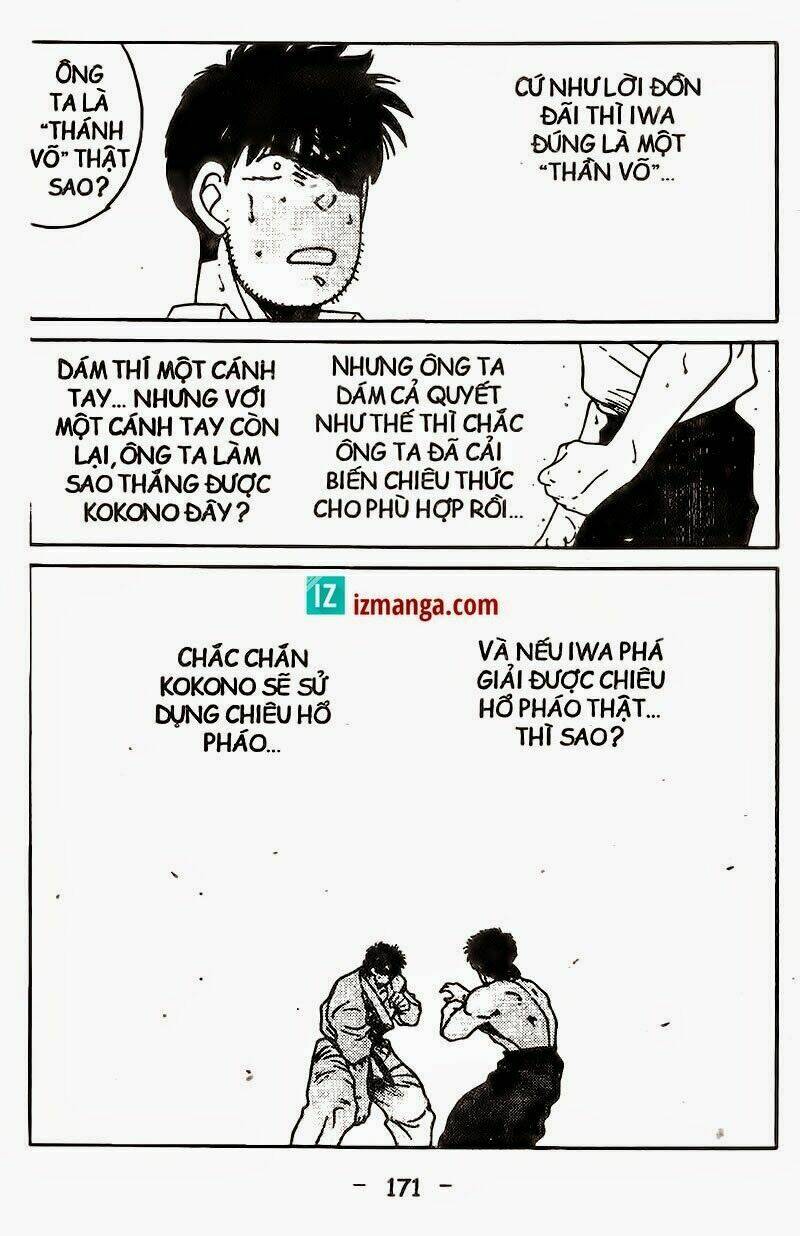 CỨ NHƯ LỜI ĐỒN
ĐÃI THÌ IWA
ĐÚNG LÀ MỘT
"THẦN VÕ"...
ÔNG
TA LÀ
"THÁNH
VÕ" THẬT
SAO?
NHƯNG ÔNG TA
DÁM CẢ QUYẾT
NHƯ THẾ THÌ CHẮC
ÔNG TA ĐÃ CẢI
BIẾN CHIÊU THỨC
CHO PHÙ HỢP RỒI...
DÁM THÍ MỘT CÁNH
TAY... NHƯNG VỚI
MỘT CÁNH TAY CÒN
LẠI, ÔNG TA LÀM
SAO THẮNG ĐƯỢC
KOKONO ĐÂY?
IZ izmanga.com
VÀ NẾU IWA PHÁ
GIẢI ĐƯỢC CHIÊU
HỔ PHÁO THẬT...
THÌ SAO?
CHẮC CHẮN
KOKONO SẼ SỬ
DỤNG CHIÊU HỔ
PHÁO...
- 171 -